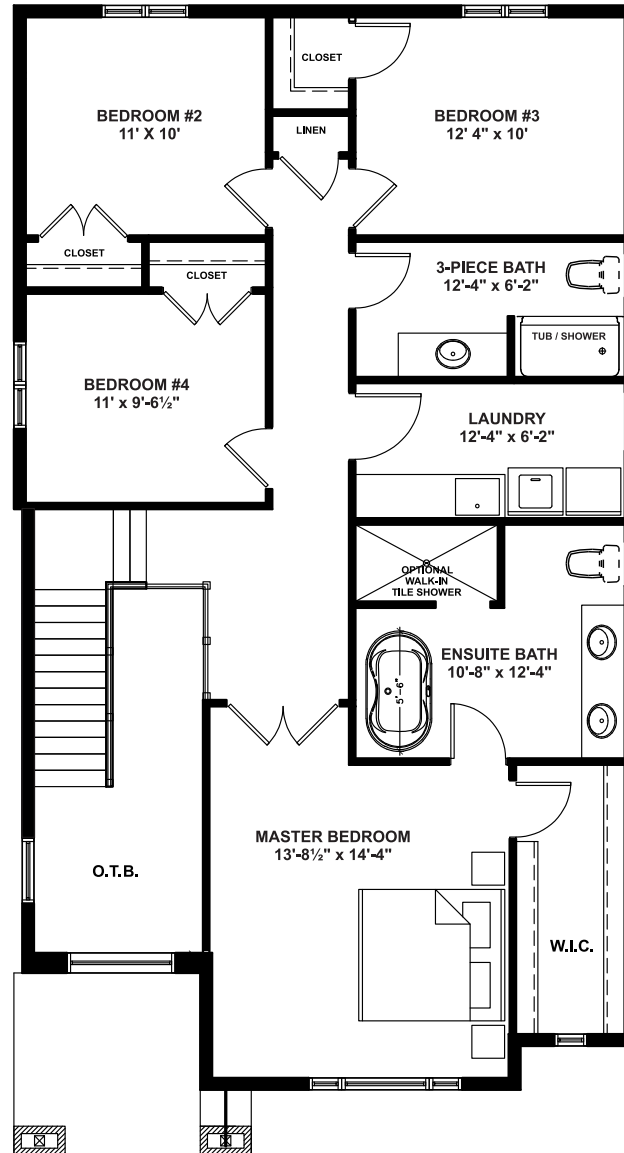 CLOSET
BEDROOM #2
11' X 10'
BEDROOM #3
12' 4" x 10'
LINEN
CLOSET
CLOSET
3-PIECE BATH
12'-4" x 6'-2"
TUB / SHOWER
BEDROOM #4
11' x 9'-6½"
LAUNDRY
12'-4" x 6'-2"
OPTIONAL
WALK-IN
TILE SHOWER
ENSUITE BATH
10'-8" x 12'-4"
5'-6"
MASTER BEDROOM
13'-8½" x 14'-4"
O.T.B.
W.I.C.